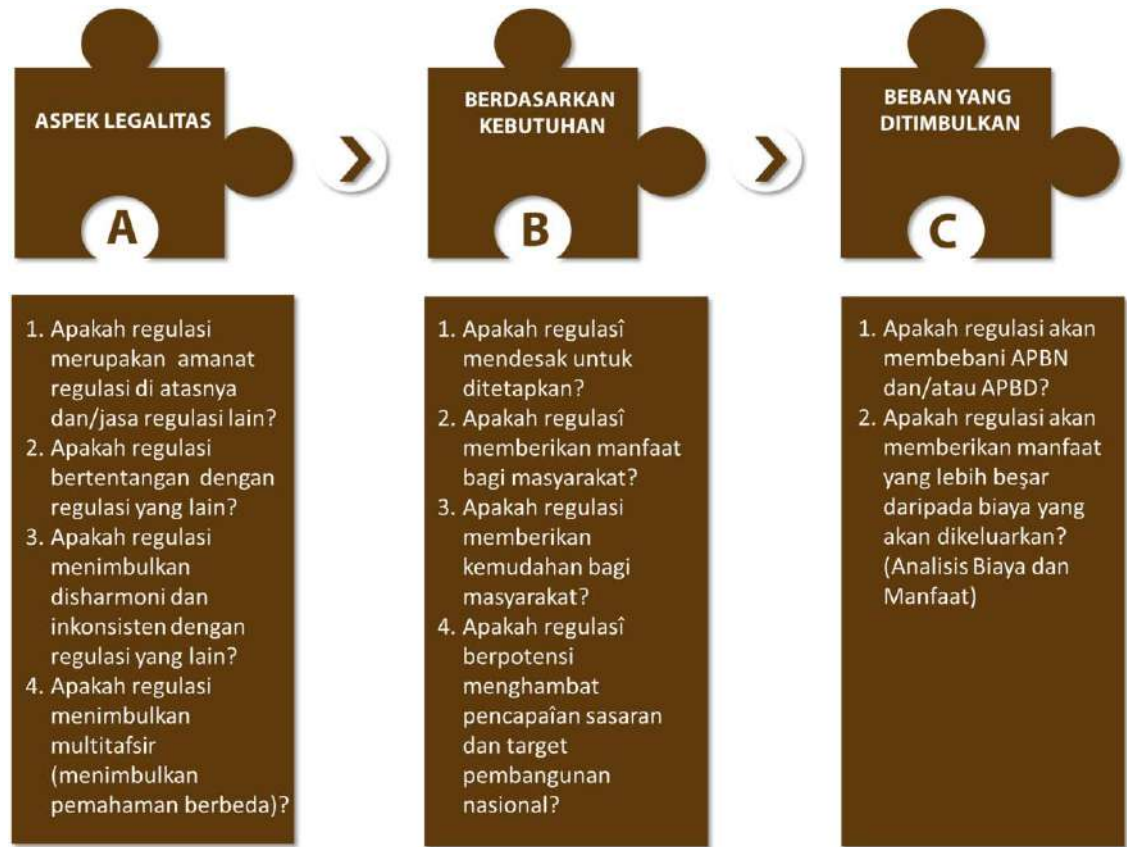 ASPEK LEGALITAS
A
1. Apakah regulasi
merupakan amanat
regulasi di atasnya
dan/jasa regulasi lain?
2. Apakah regulasi
bertentangan dengan
regulasi yang lain?
3. Apakah regulasi
menimbulkan
disharmoni dan
inkonsisten dengan
regulasi yang lain?
4. Apakah regulasi
menimbulkan
multitafsir
(menimbulkan
pemahaman berbeda)?
BERDASARKAN
KEBUTUHAN
B
1. Apakah regulasî
mendesak untuk
ditetapkan?
2. Apakah regulasî
memberikan manfaat
bagi masyarakat?
3. Apakah regulasi
memberikan
kemudahan bagi
masyarakat?
4. Apakah regulasî
berpotensi
menghambat
pencapaîan sasaran
dan target
pembangunan
nasional?
BEBAN YANG
DITIMBULKAN
C
1. Apakah regulasi akan
membebani APBN
dan/atau APBD?
2. Apakah regulasi akan
memberikan manfaat
yang lebih beşar
daripada biaya yang
akan dikeluarkan?
(Analisis Biaya dan
Manfaat)